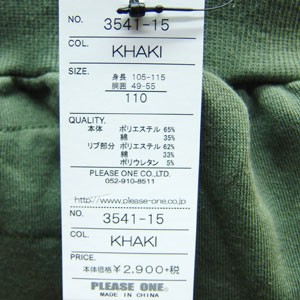 NO. 3541-15
COL. KHAKI
SIZE.
身長 105-115
胴囲 49-55
110
QUALITY.
本体 ポリエステル 65%
綿 35%
リブ部分 ポリエステル 62%
綿 33%
ポリウレタン 5%
PLEASE ONE CO.,LTD.
052-910-8511
http://www.please-one.co.jp
NO. 3541-15
COL. KHAKI
PRICE.
本体価格 ¥2,900+税
PLEASE ONE.
MADE IN CHINA